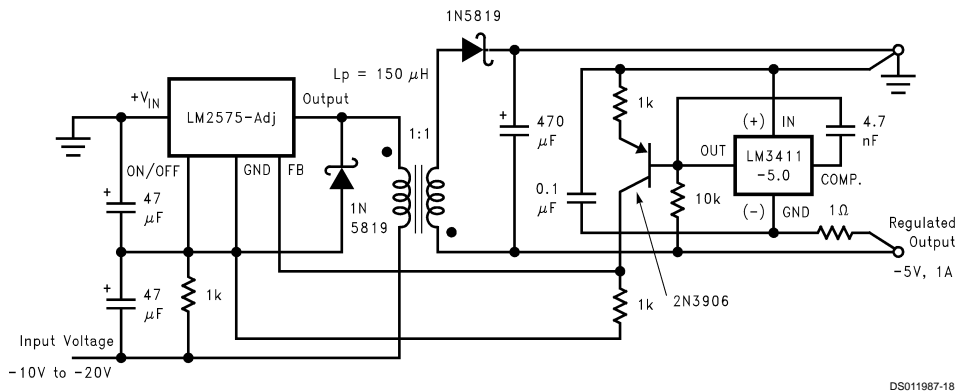 1N5819
Lp = 150 μH
+VIN
LM2575-Adj
Output
1:1
+
470
μF
1k
(+) IN
4.7
nF
OUT
LM3411
-5.0
COMP.
ON/OFF
GND
FB
+
47
μF
1N
5819
0.1
μF
10k
(-) GND
1Ω
Regulated
Output
-5V, 1A
+
47
μF
1k
1k
2N3906
Input Voltage
-10V to -20V
DS011987-18